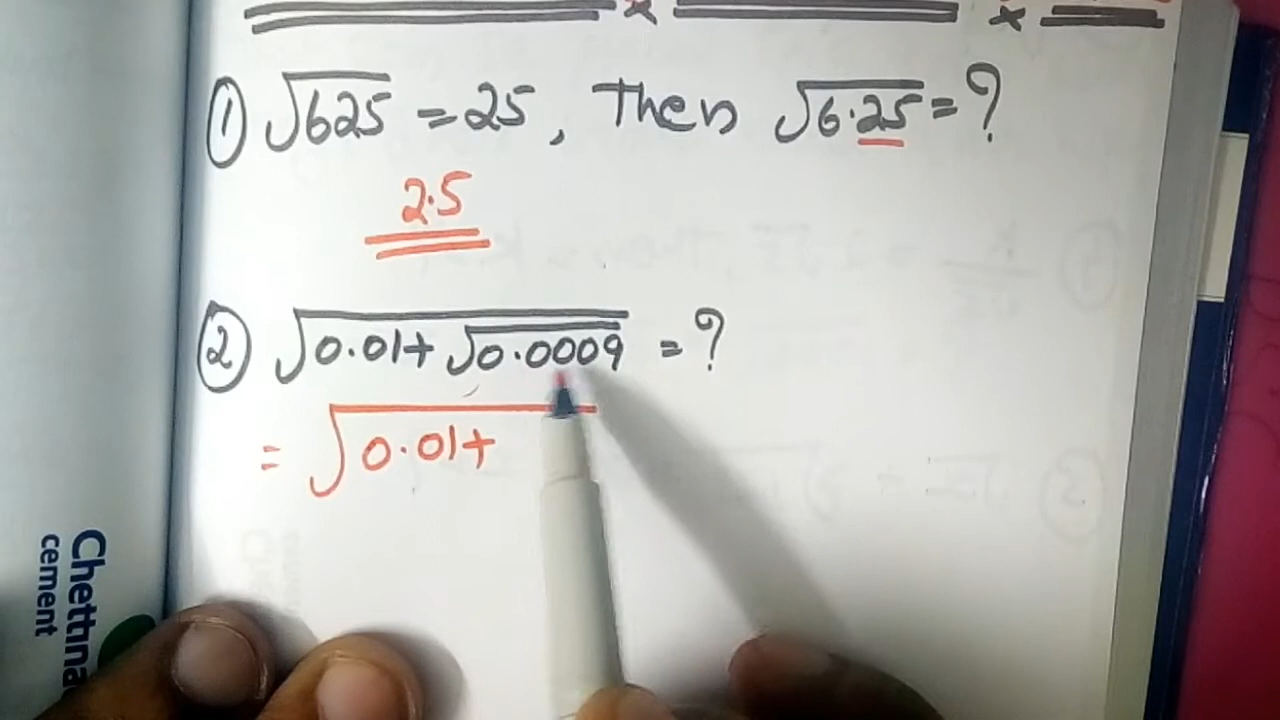 ① √625 = 25, Then √6.25 = ?
2.5
② √0.01+√0.0009 = ?
= √0.01+
Chettina
cement